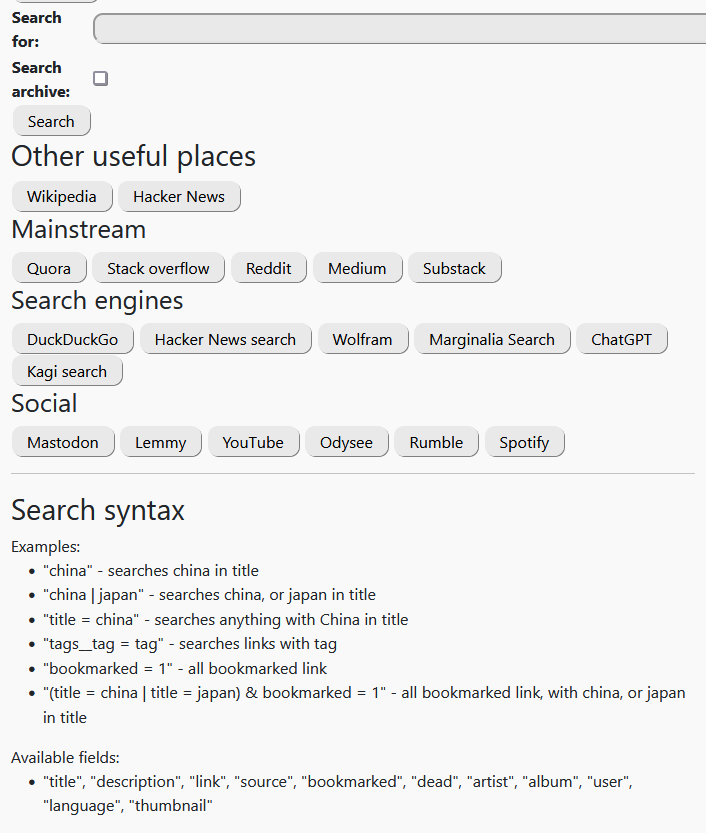 Search
for:
Search
archive:
Search
Other useful places
Wikipedia Hacker News
Mainstream
Quora Stack overflow Reddit Medium Substack
Search engines
DuckDuckGo Hacker News search Wolfram Marginalia Search ChatGPT
Kagi search
Social
Mastodon Lemmy YouTube Odysee Rumble Spotify
Search syntax
Examples:
• "china" - searches china in title
• "china | japan" - searches china, or japan in title
• "title = china" - searches anything with China in title
• "tags__tag = tag" - searches links with tag
• "bookmarked = 1" - all bookmarked link
• "(title = china | title = japan) & bookmarked = 1" - all bookmarked link, with china, or japan
in title
Available fields:
• "title", "description", "link", "source", "bookmarked", "dead", "artist", "album", "user",
"language", "thumbnail"